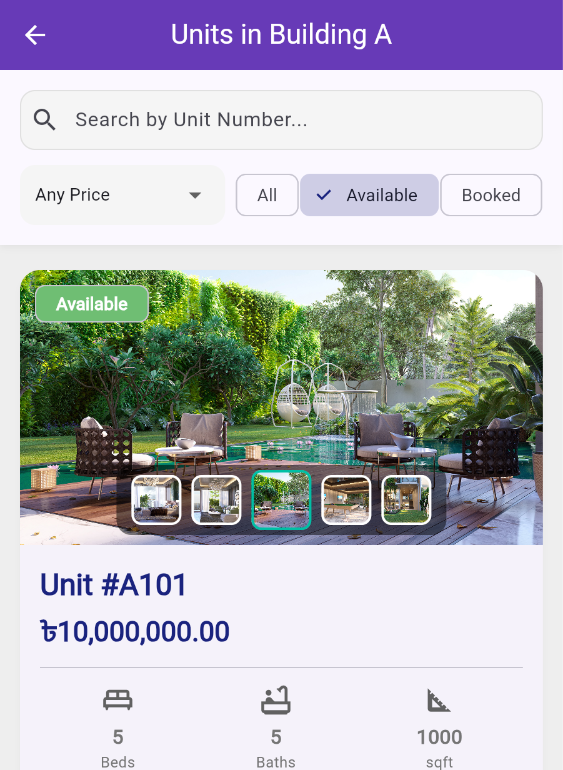 Units in Building A
Search by Unit Number...
Any Price
All
Available
Booked
Available
Unit #A101
৳10,000,000.00
5
5
1000
Beds
Baths
sqft